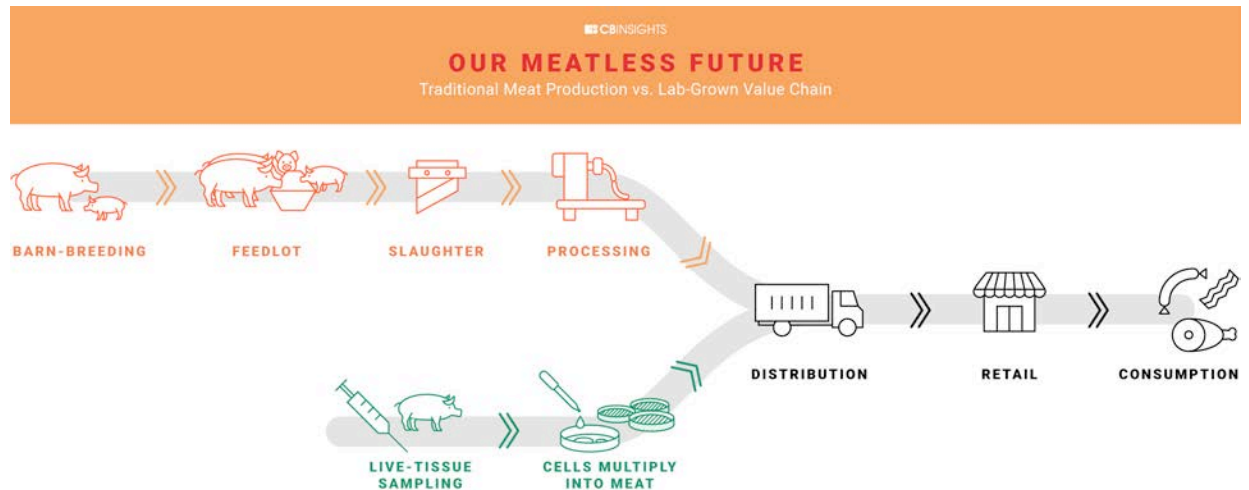 CBINSIGHTS
OUR MEATLESS FUTURE
Traditional Meat Production vs. Lab-Grown Value Chain
BARN-BREEDING
FEEDLOT
SLAUGHTER
PROCESSING
DISTRIBUTION
RETAIL
CONSUMPTION
LIVE-TISSUE
SAMPLING
CELLS MULTIPLY
INTO MEAT